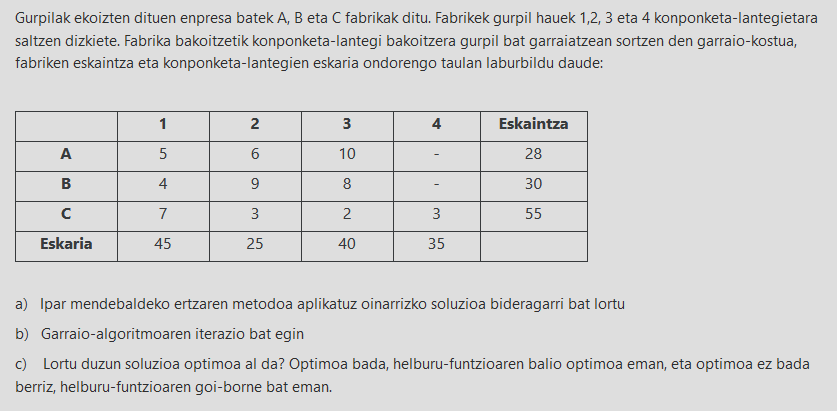 Gurpilak ekoizten dituen enpresa batek A, B eta C fabrikak ditu. Fabrikek gurpil hauek 1,2, 3 eta 4 konponketa-lantegietara
saltzen dizkiete. Fabrika bakoitzetik konponketa-lantegi bakoitzera gurpil bat garraiatzean sortzen den garraio-kostua,
fabriken eskaintza eta konponketa-lantegien eskaria ondorengo taulan laburbildu daude:
1 2 3 4 Eskaintza
A 5 6 10 - 28
B 4 9 8 - 30
C 7 3 2 3 55
Eskaria 45 25 40 35
a) Ipar mendebaldeko ertzaren metodoa aplikatuz oinarrizko soluzioa bideragarri bat lortu
b) Garraio-algoritmoaren iterazio bat egin
c) Lortu duzun soluzioa optimoa al da? Optimoa bada, helburu-funtzioaren balio optimoa eman, eta optimoa ez bada
berriz, helburu-funtzioaren goi-borne bat eman.